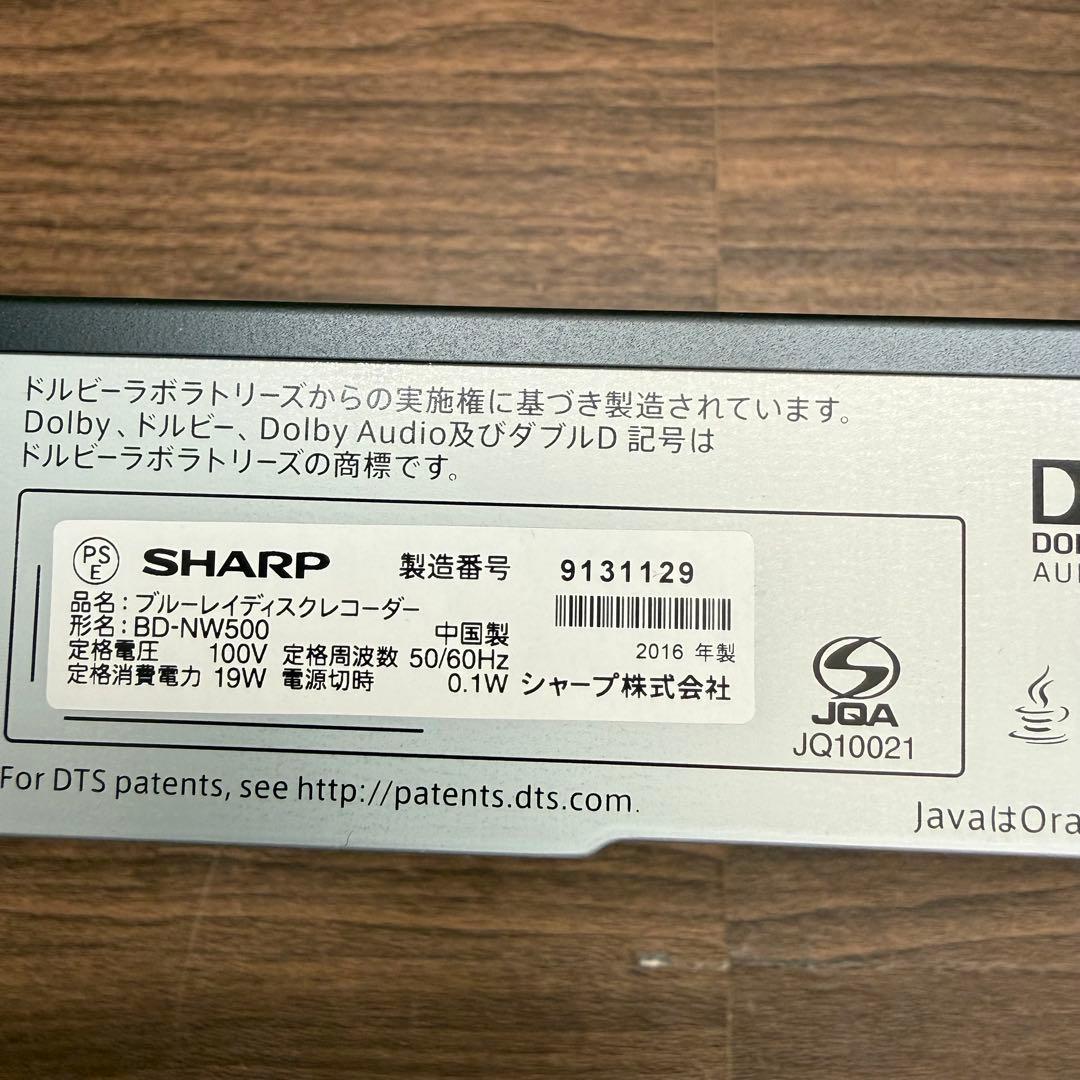 ドルビーラボラトリーズからの実施権に基づき製造されています。
Dolby、ドルビー、Dolby Audio及びダブルD 記号は
ドルビーラボラトリーズの商標です。
PS
E
SHARP 製造番号 9131129
品名：ブルーレイディスクレコーダー
形名：BD-NW500 中国製
定格電圧 100V 定格周波数 50/60Hz 2016 年製
定格消費電力 19W 電源切時 0.1W シャープ株式会社
JQA
JQ10021
For DTS patents, see http://patents.dts.com.
Javaは